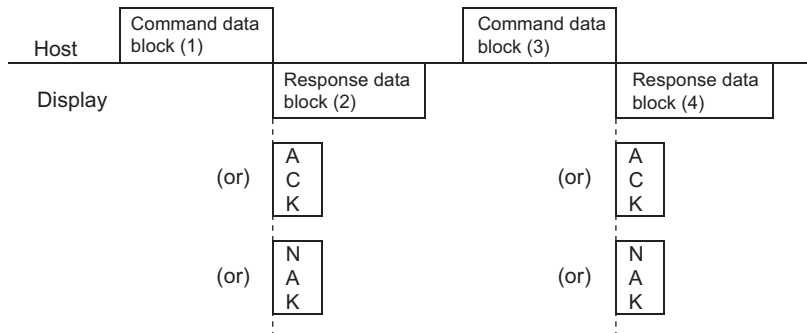 Command data
block (1)
Command data
block (3)
Host
Response data
block (2)
Response data
block (4)
Display
(or)
A
C
K
(or)
A
C
K
(or)
N
A
K
(or)
N
A
K